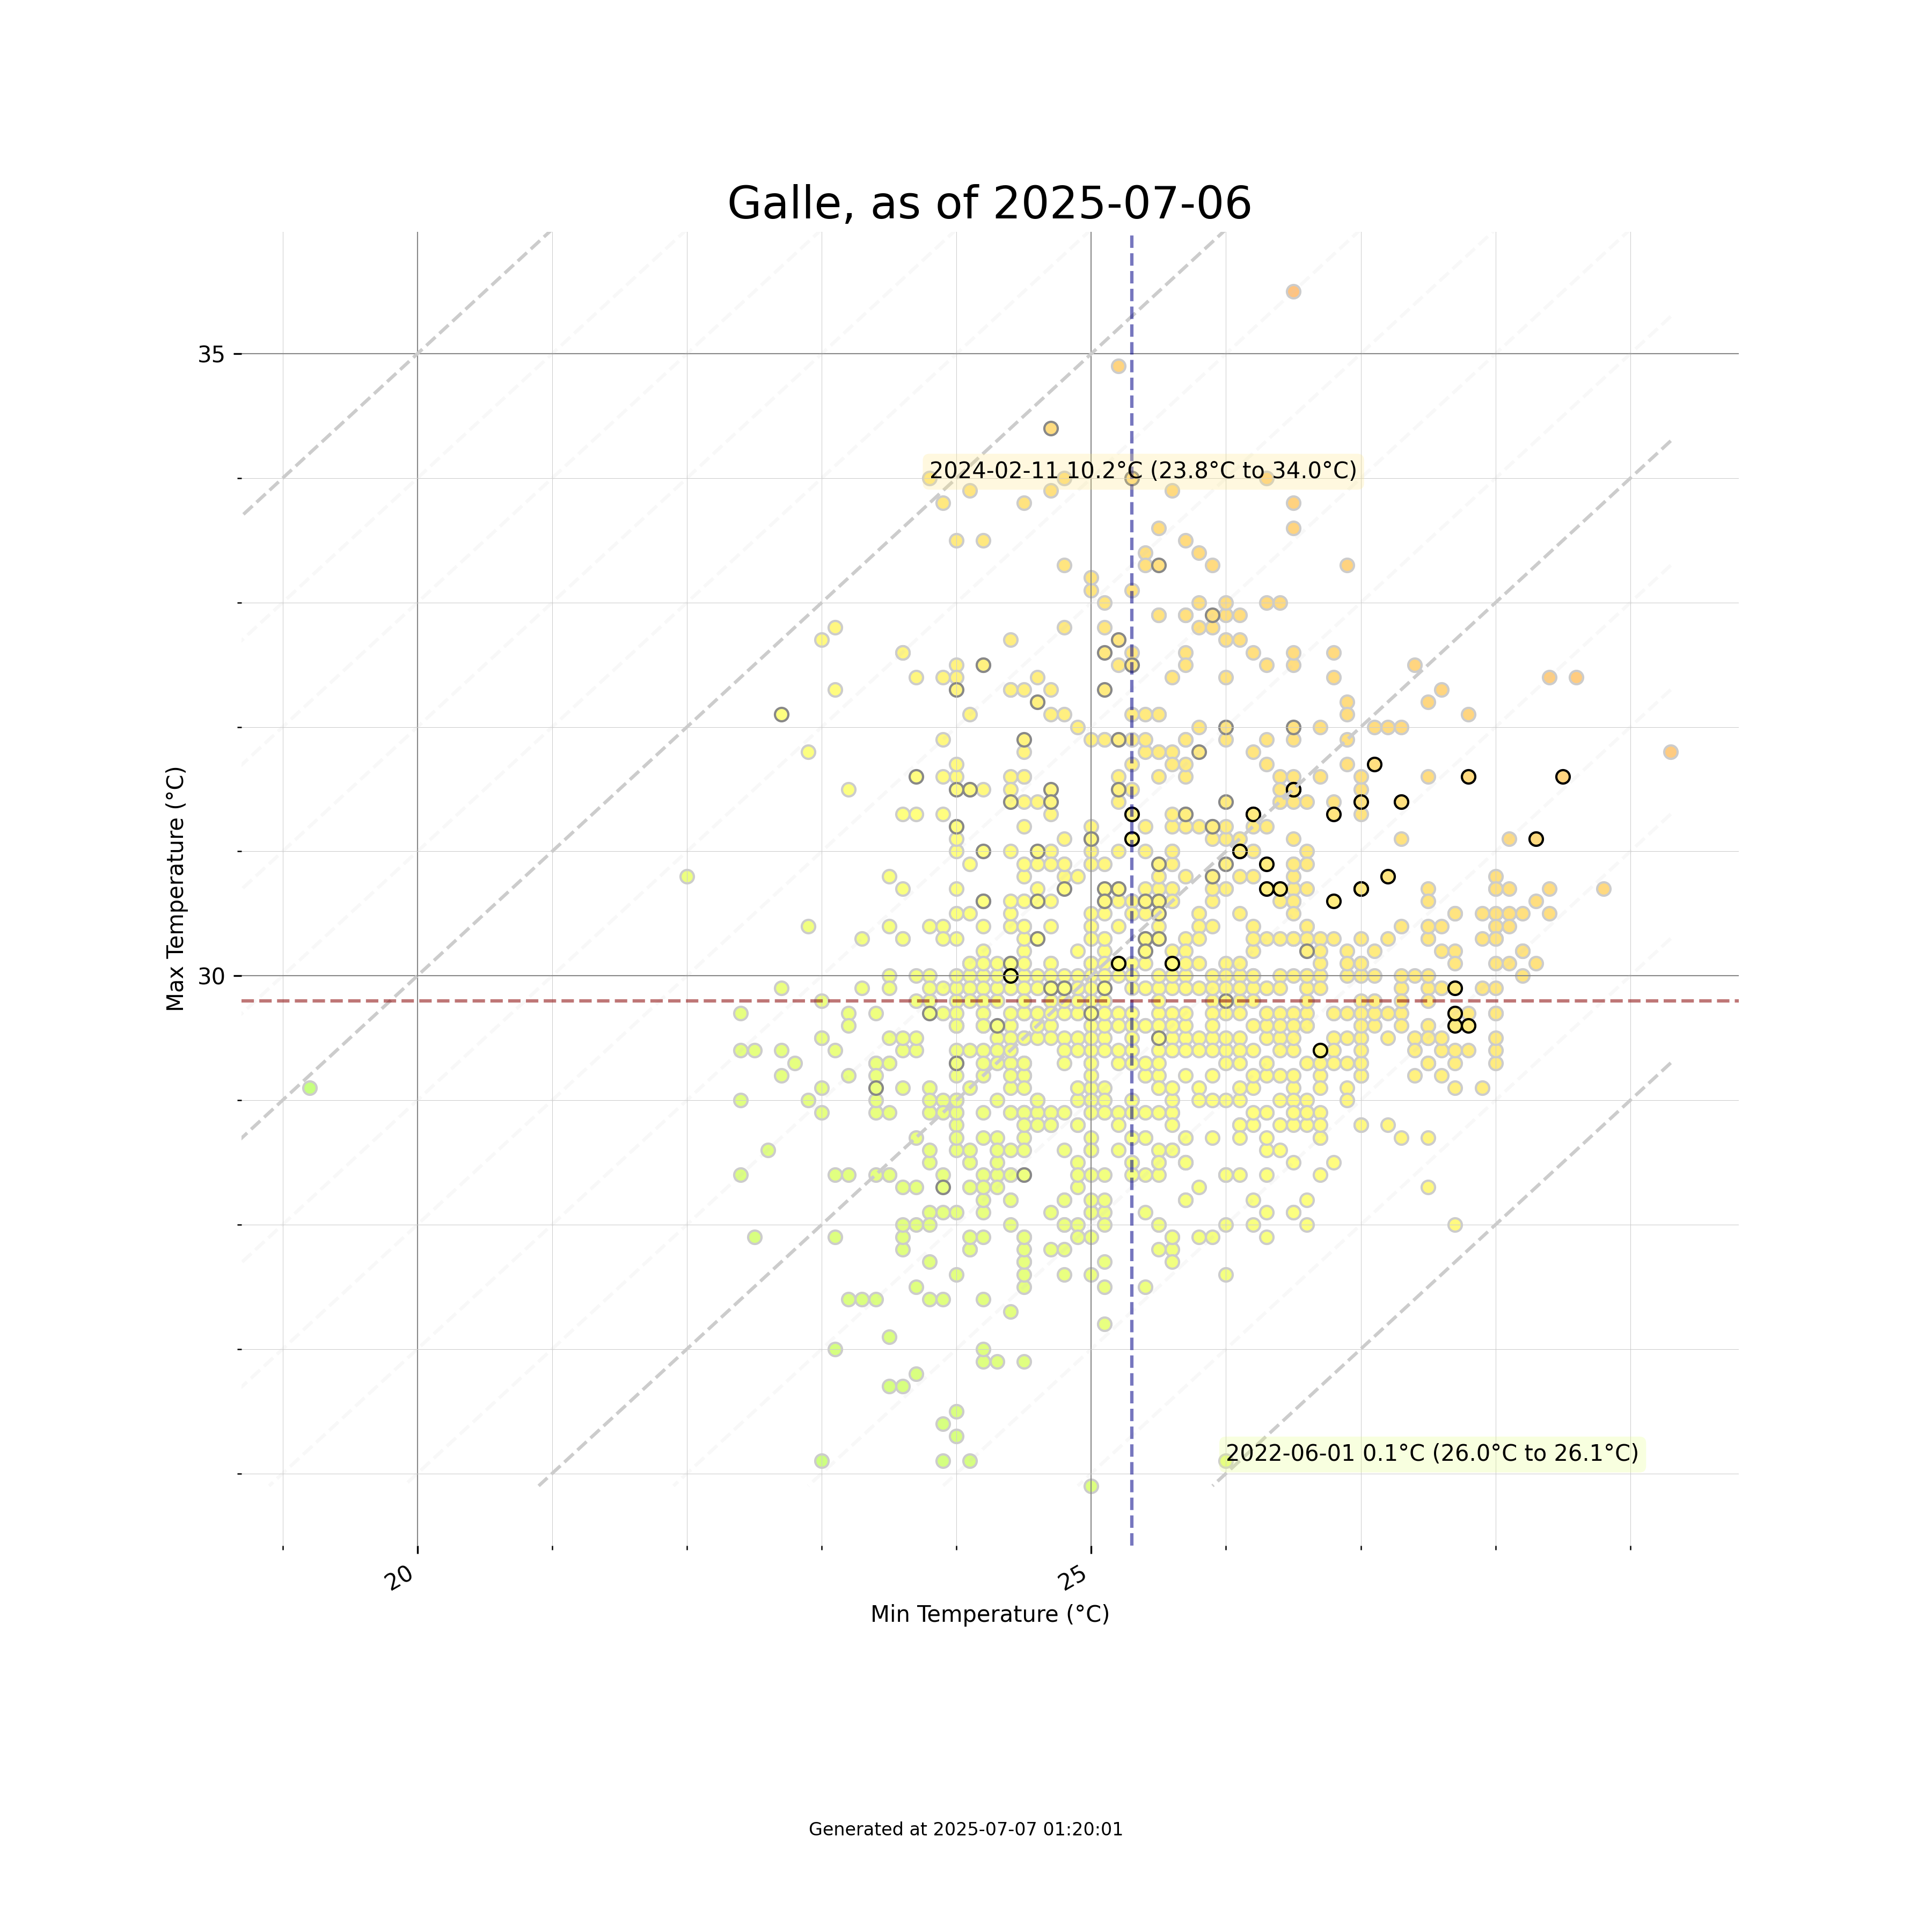 Galle, as of 2025-07-06
35
2024-02-11 10.2°C (23.8°C to 34.0°C)
Max Temperature (°C)
30
2022-06-01 0.1°C (26.0°C to 26.1°C)
20
25
Min Temperature (°C)
Generated at 2025-07-07 01:20:01